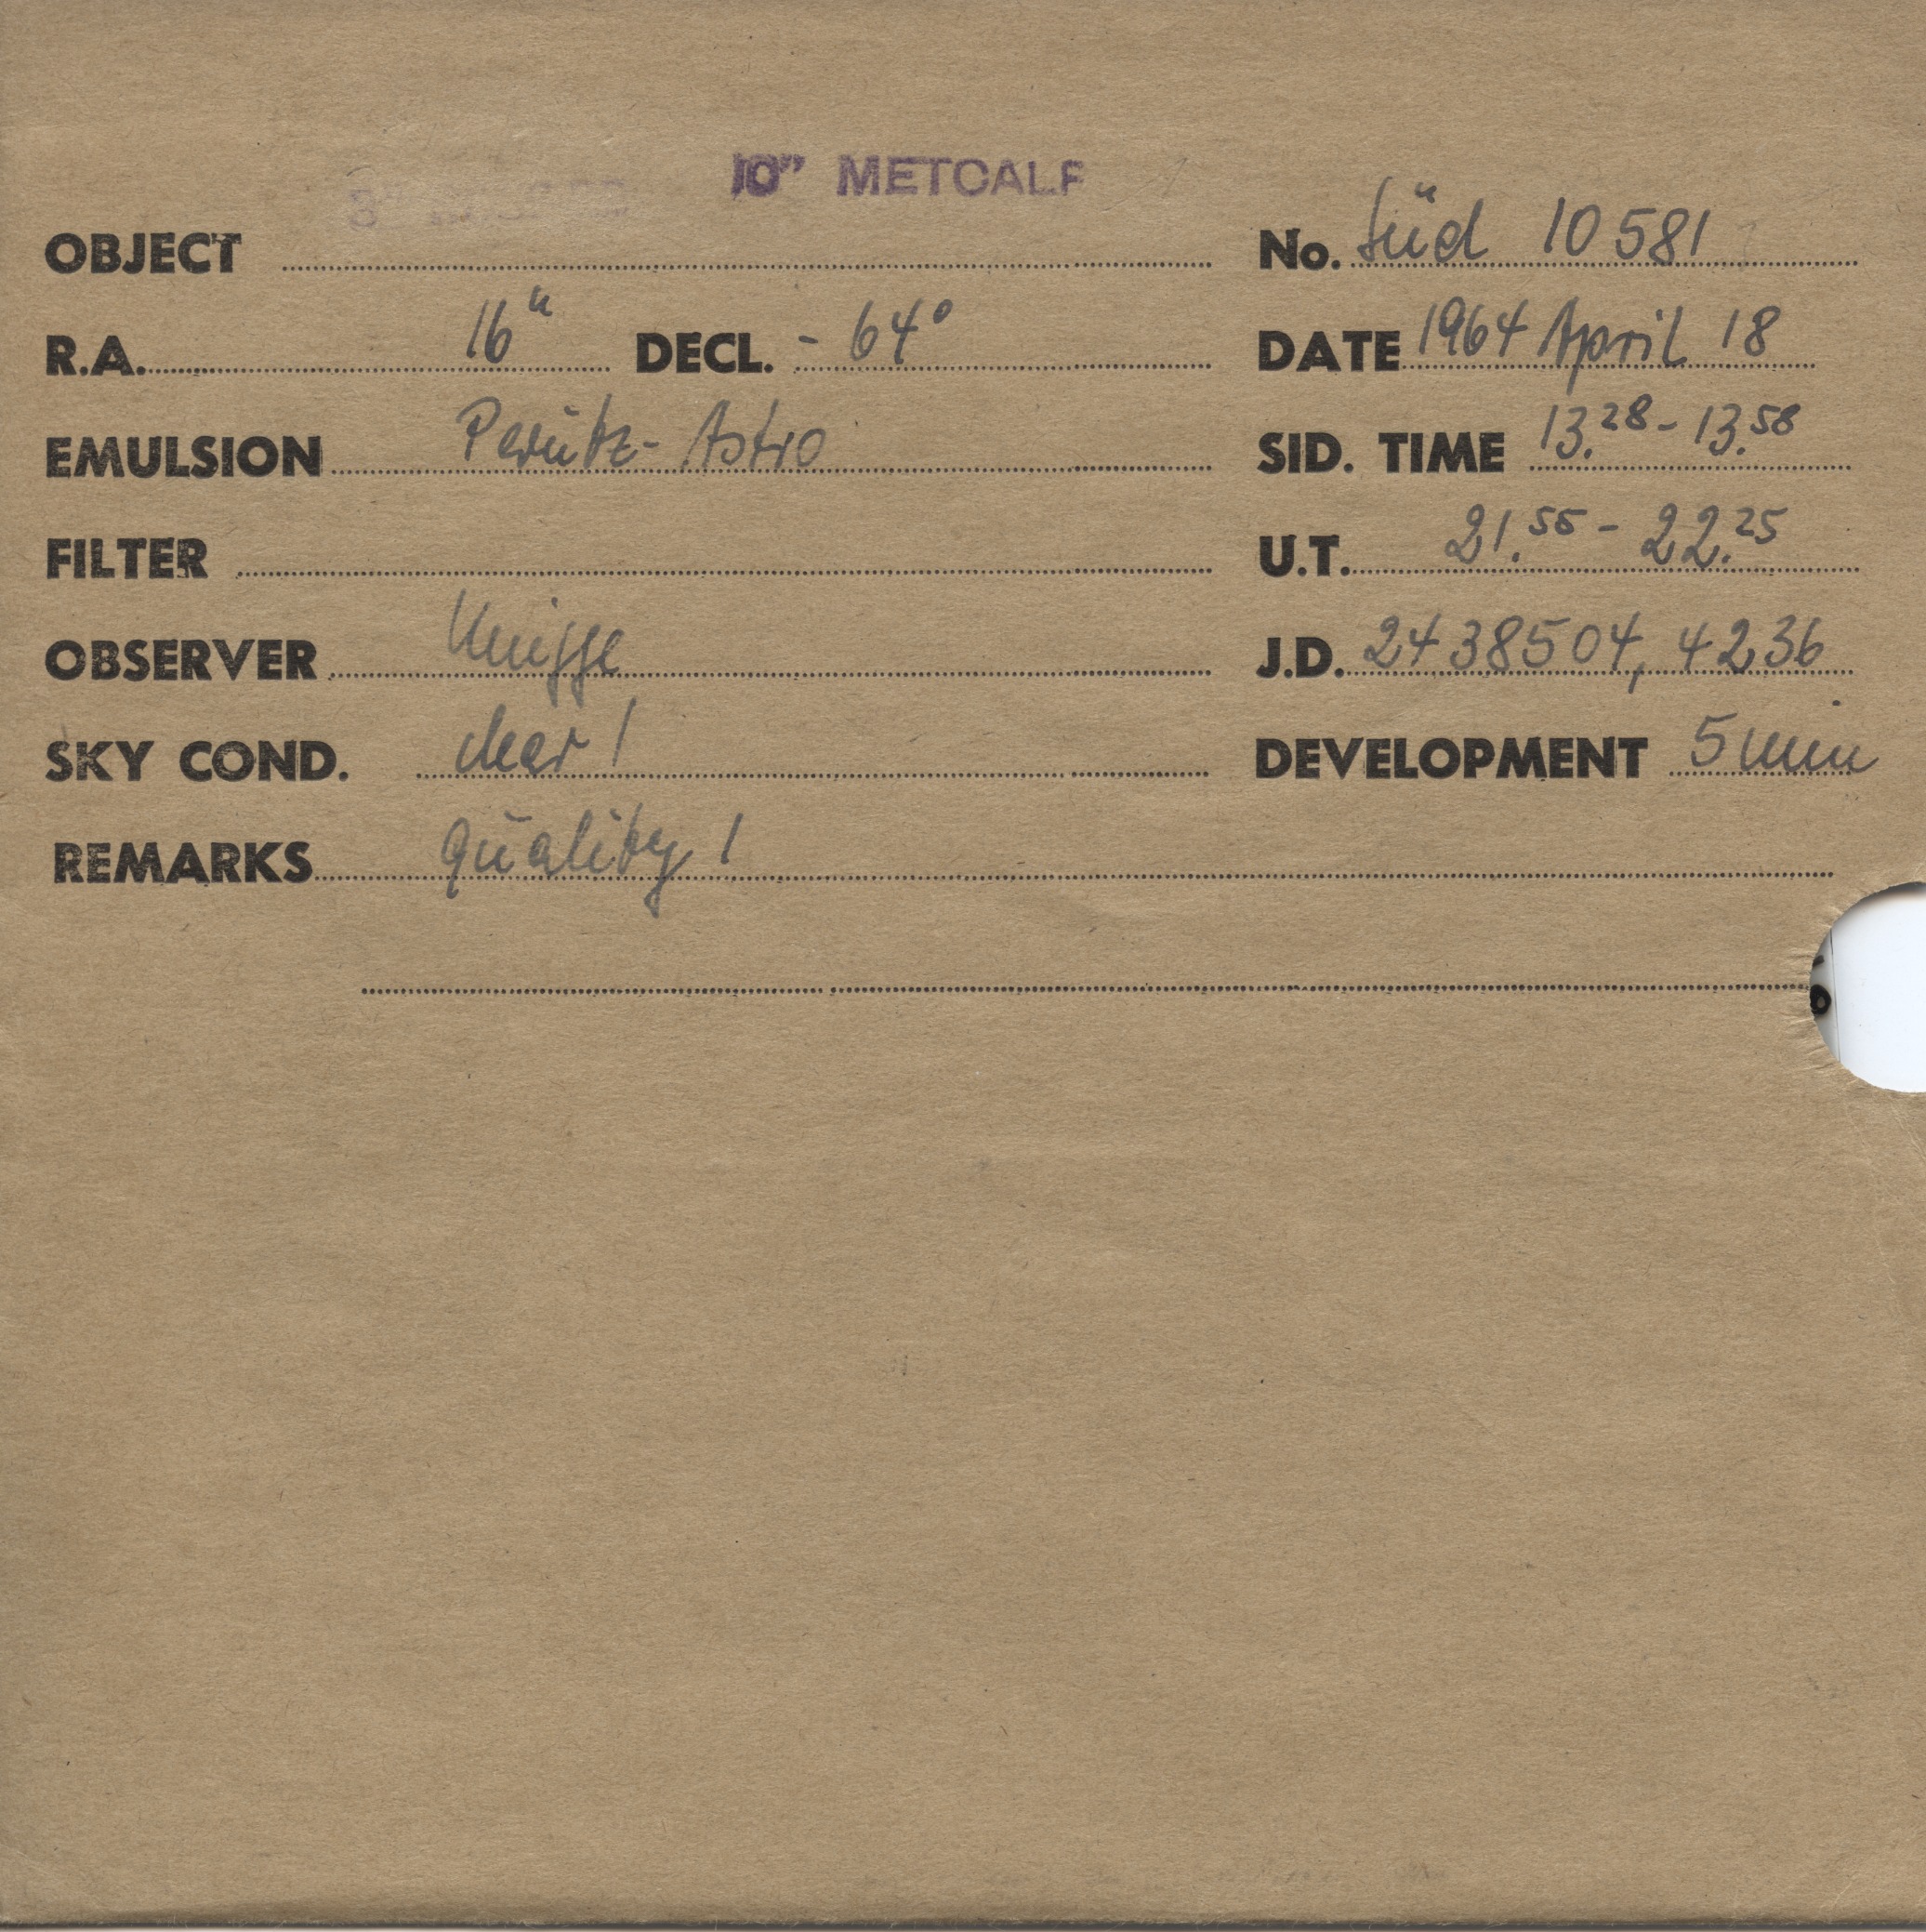 10" METCALF
OBJECT No. Süd 10581
R.A. 16h DECL. - 64° DATE 1964 April 18
EMULSION Perutz-Astro SID. TIME 13.28 - 13.58
FILTER U.T. 21.55 - 22.25
OBSERVER Knigge J.D. 2438504,4236
SKY COND. clear! DEVELOPMENT 5 min
REMARKS Quality!